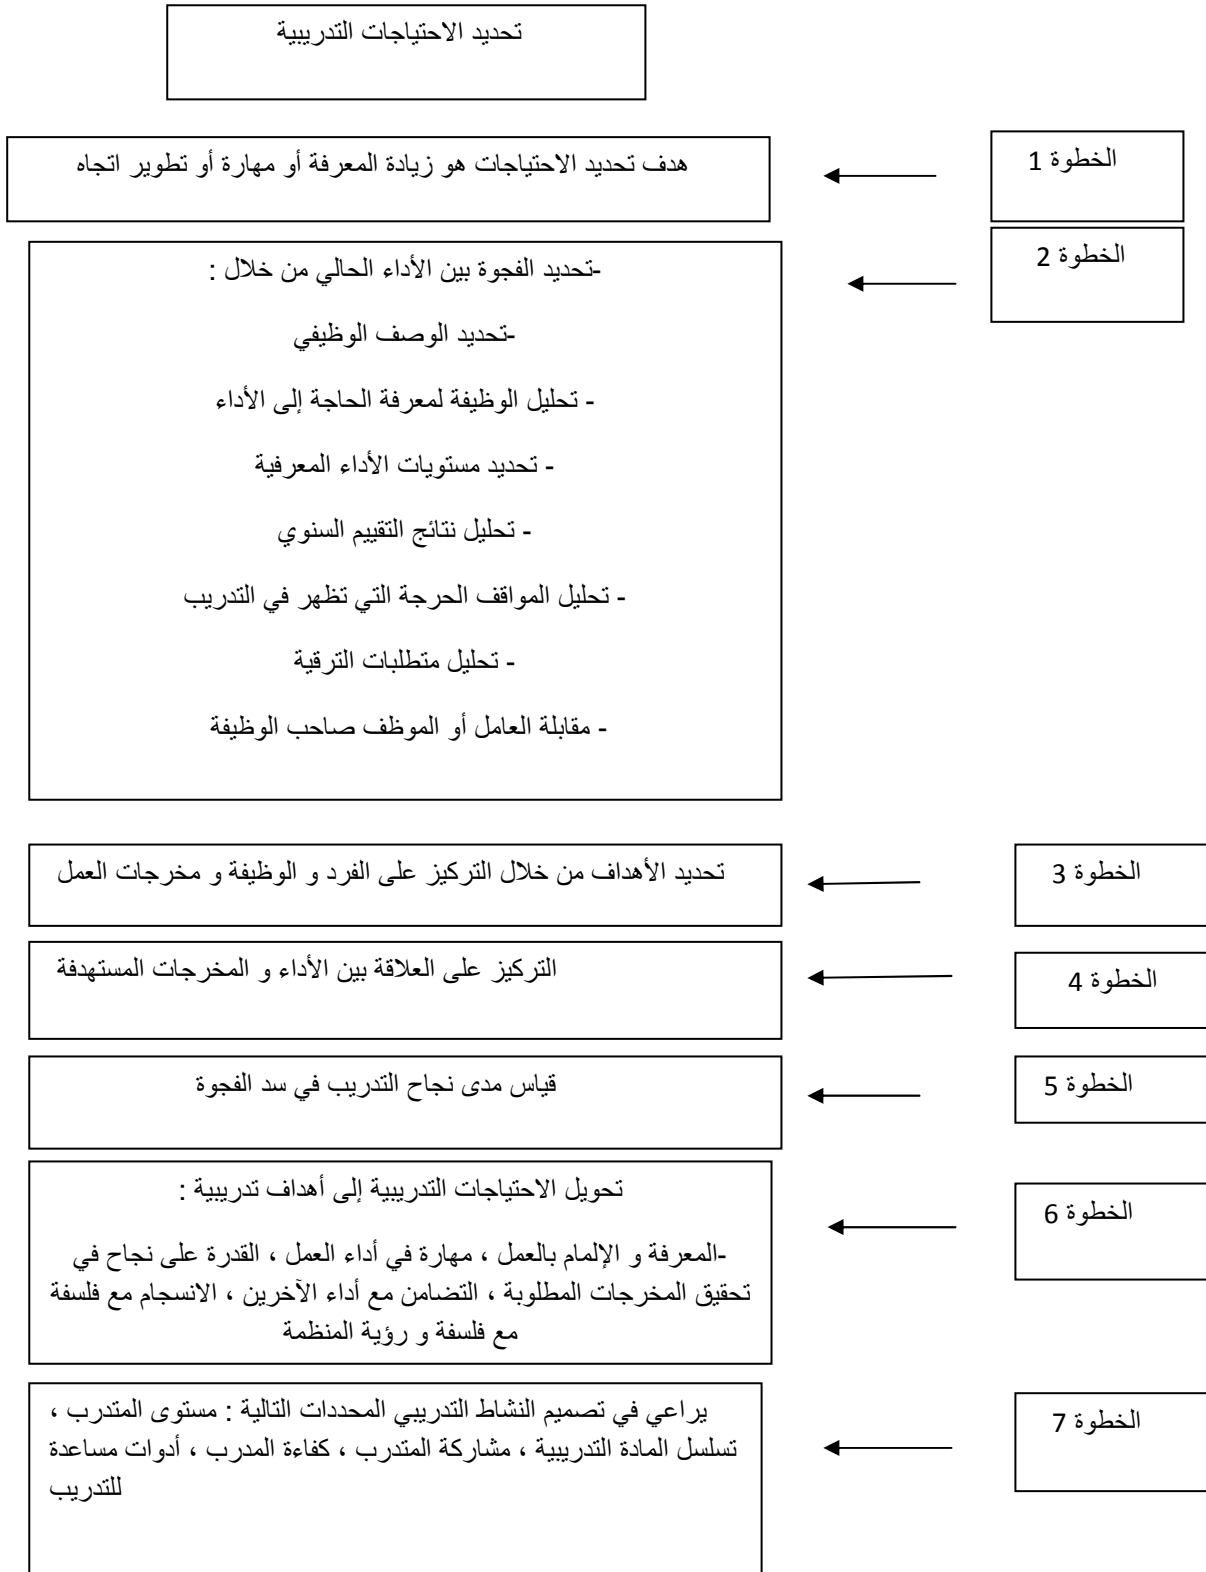 تحديد الاحتياجات التدريبية
الخطوة 1
هدف تحديد الاحتياجات هو زيادة المعرفة أو مهارة أو تطوير اتجاه
الخطوة 2
-تحديد الفجوة بين الأداء الحالي من خلال :
-تحديد الوصف الوظيفي
- تحليل الوظيفة لمعرفة الحاجة إلى الأداء
- تحديد مستويات الأداء المعرفية
- تحليل نتائج التقييم السنوي
- تحليل المواقف الحرجة التي تظهر في التدريب
- تحليل متطلبات الترقية
- مقابلة العامل أو الموظف صاحب الوظيفة
الخطوة 3
تحديد الأهداف من خلال التركيز على الفرد و الوظيفة و مخرجات العمل
الخطوة 4
التركيز على العلاقة بين الأداء و المخرجات المستهدفة
الخطوة 5
قياس مدى نجاح التدريب في سد الفجوة
الخطوة 6
تحويل الاحتياجات التدريبية إلى أهداف تدريبية :
-المعرفة و الإلمام بالعمل ، مهارة في أداء العمل ، القدرة على نجاح في
تحقيق المخرجات المطلوبة ، التضامن مع أداء الآخرين ، الانسجام مع فلسفة
مع فلسفة و رؤية المنظمة
الخطوة 7
يراعي في تصميم النشاط التدريبي المحددات التالية : مستوى المتدرب ،
تسلسل المادة التدريبية ، مشاركة المتدرب ، كفاءة المدرب ، أدوات مساعدة
للتدريب